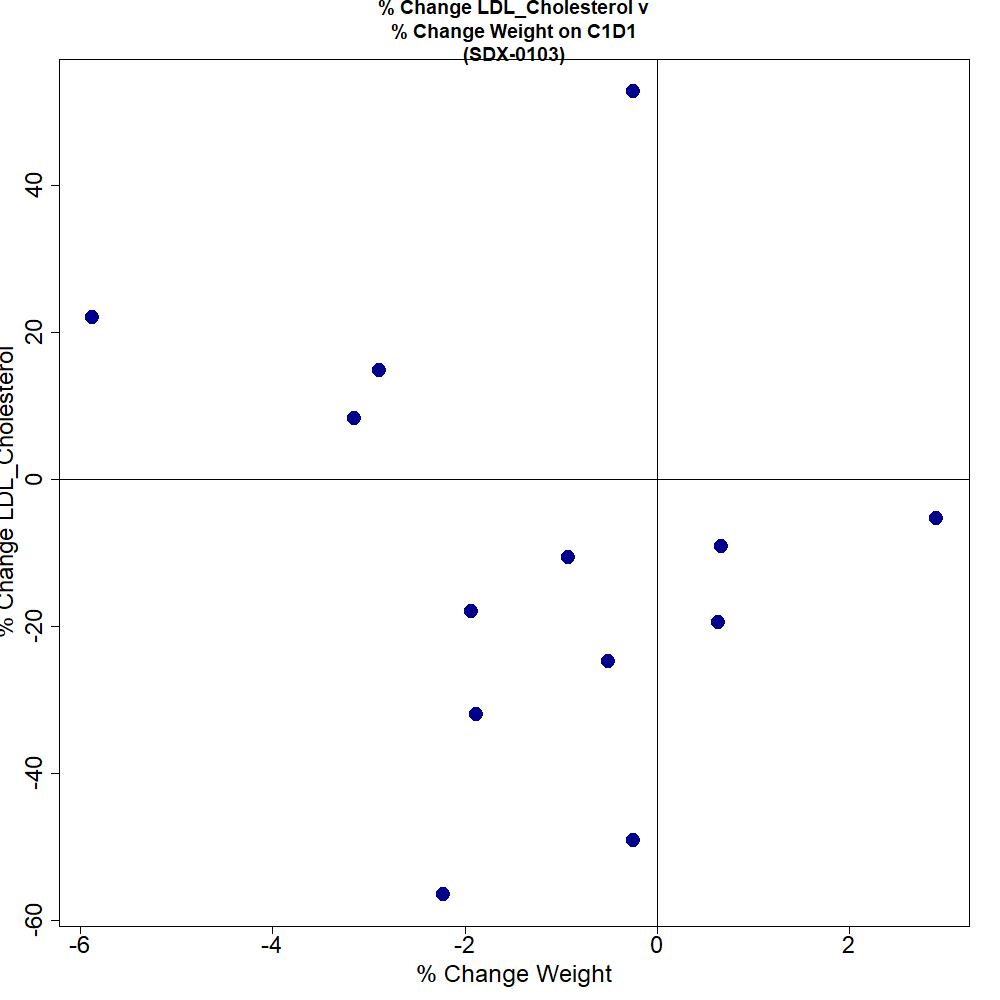 % Change LDL_Cholesterol v
% Change Weight on C1D1
(SDX-0103)
% Change LDL_Cholesterol
40
20
0
-20
-40
-60
-6
-4
-2
0
2
% Change Weight